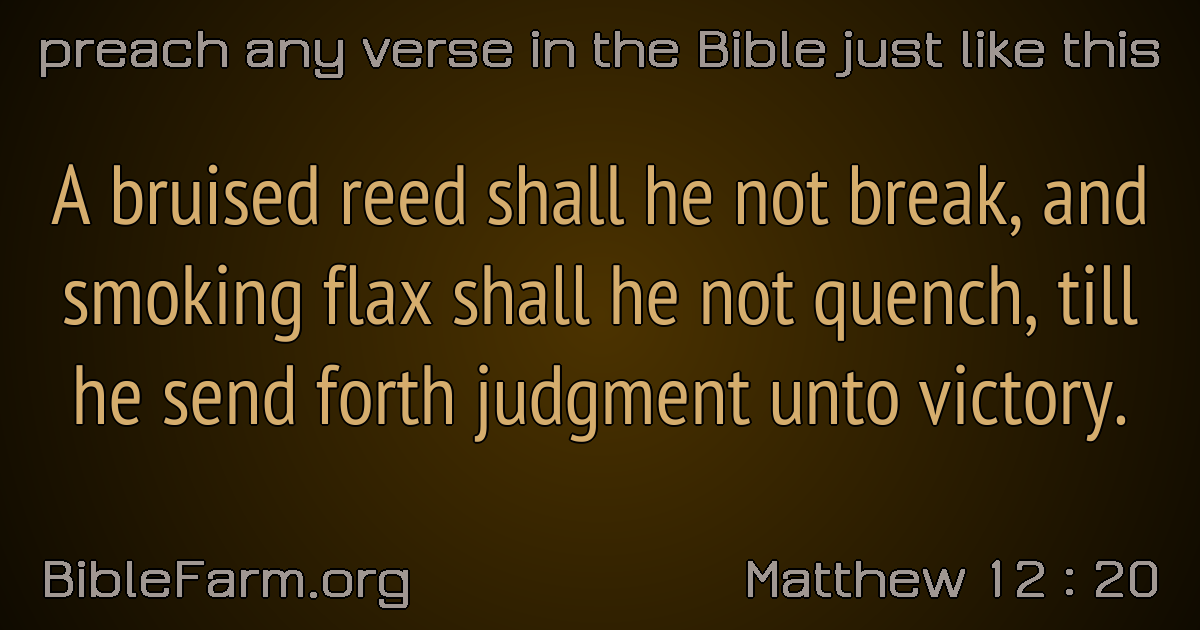 preach any verse in the Bible just like this
A bruised reed shall he not break, and
smoking flax shall he not quench, till
he send forth judgment unto victory.
BibleFarm.org
Matthew 12 : 20